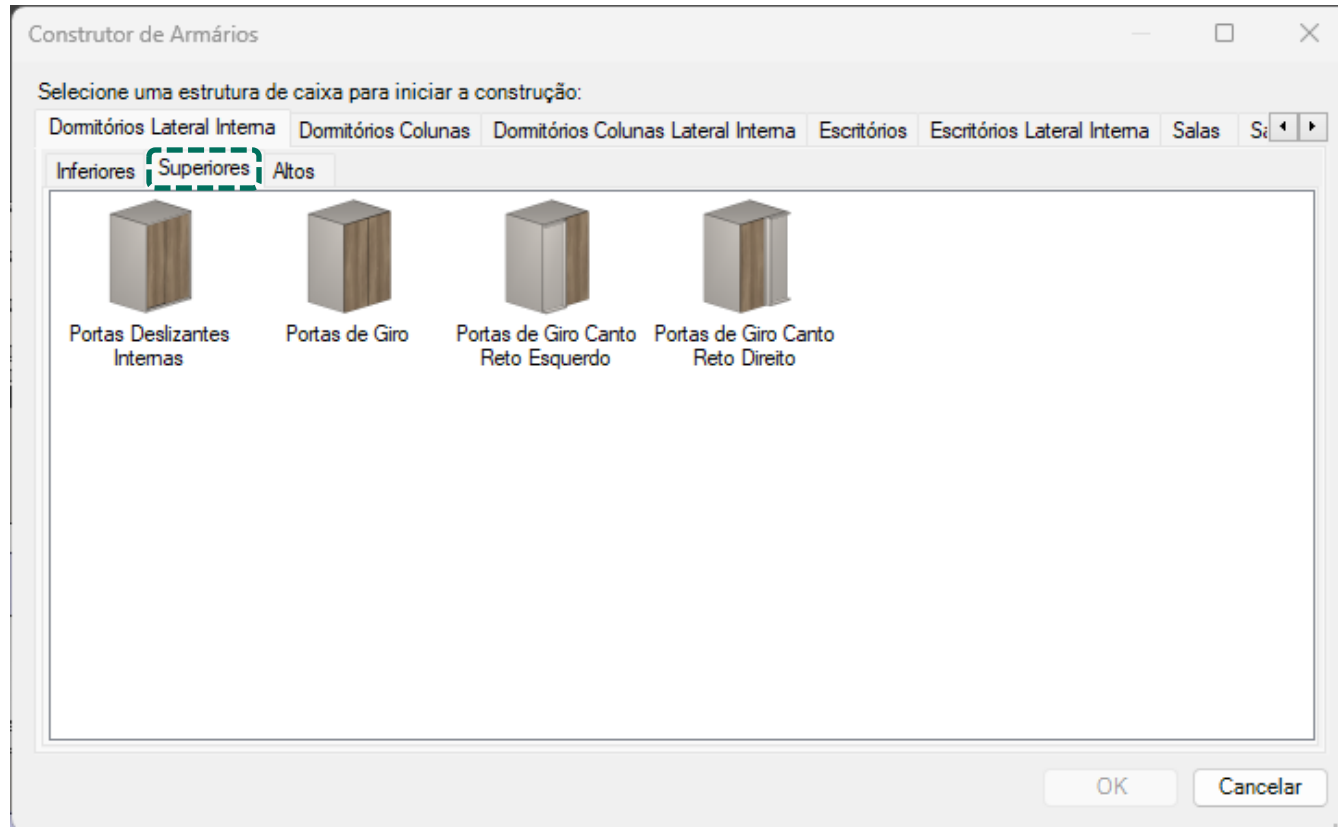 Construtor de Armários
Selecione uma estrutura de caixa para iniciar a construção:
Dormitórios Lateral Interna Dormitórios Colunas Dormitórios Colunas Lateral Interna Escritórios Escritórios Lateral Interna Salas
Inferiores Superiores Altos
Portas Deslizantes
Internas
Portas de Giro
Portas de Giro Canto
Reto Esquerdo
Portas de Giro Canto
Reto Direito
OK Cancelar